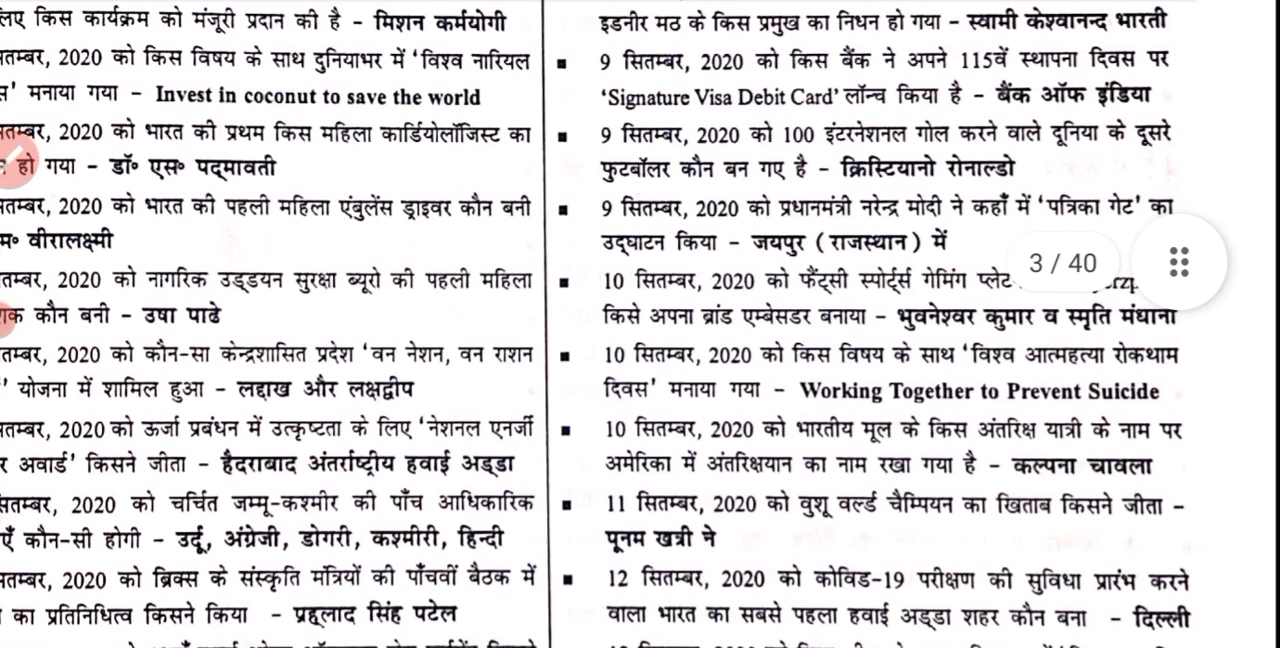 लिए किस कार्यक्रम को मंजूरी प्रदान की है - मिशन कर्मयोगी
तम्बर, 2020 को किस विषय के साथ दुनियाभर में ‘विश्व नारियल
स’ मनाया गया - Invest in coconut to save the world
तम्बर, 2020 को भारत की प्रथम किस महिला कार्डियोलॉजिस्ट का
हो गया - डॉ॰ एस॰ पद्मावती
तम्बर, 2020 को भारत की पहली महिला एंबुलेंस ड्राइवर कौन बनी
म॰ वीरालक्ष्मी
तम्बर, 2020 को नागरिक उड्डयन सुरक्षा ब्यूरो की पहली महिला
शक कौन बनी - उषा पाढे
तम्बर, 2020 को कौन-सा केन्द्रशासित प्रदेश ‘वन नेशन, वन राशन
’ योजना में शामिल हुआ - लद्दाख और लक्षद्वीप
तम्बर, 2020 को ऊर्जा प्रबंधन में उत्कृष्टता के लिए ‘नेशनल एनर्जी
र अवार्ड’ किसने जीता - हैदराबाद अंतर्राष्ट्रीय हवाई अड्डा
सतम्बर, 2020 को चर्चित जम्मू-कश्मीर की पाँच आधिकारिक
एँ कौन-सी होगी - उर्दू, अंग्रेजी, डोगरी, कश्मीरी, हिन्दी
तम्बर, 2020 को ब्रिक्स के संस्कृति मंत्रियों की पाँचवीं बैठक में
का प्रतिनिधित्व किसने किया - प्रह्लाद सिंह पटेल
इडनीर मठ के किस प्रमुख का निधन हो गया - स्वामी केश्वानन्द भारती
▪ 9 सितम्बर, 2020 को किस बैंक ने अपने 115वें स्थापना दिवस पर
‘Signature Visa Debit Card’ लॉन्च किया है - बैंक ऑफ इंडिया
▪ 9 सितम्बर, 2020 को 100 इंटरनेशनल गोल करने वाले दूनिया के दूसरे
फुटबॉलर कौन बन गए है - क्रिस्टियानो रोनाल्डो
▪ 9 सितम्बर, 2020 को प्रधानमंत्री नरेन्द्र मोदी ने कहाँ में ‘पत्रिका गेट’ का
उद्घाटन किया - जयपुर (राजस्थान) में
3 / 40
▪ 10 सितम्बर, 2020 को फैंट्सी स्पोर्ट्स गेमिंग
किसे अपना ब्रांड एम्बेसडर बनाया - भुवनेश्वर कुमार व स्मृति मंधाना
▪ 10 सितम्बर, 2020 को किस विषय के साथ ‘विश्व आत्महत्या रोकथाम
दिवस’ मनाया गया - Working Together to Prevent Suicide
▪ 10 सितम्बर, 2020 को भारतीय मूल के किस अंतरिक्ष यात्री के नाम पर
अमेरिका में अंतरिक्षयान का नाम रखा गया है - कल्पना चावला
▪ 11 सितम्बर, 2020 को वुशू वर्ल्ड चैम्पियन का खिताब किसने जीता -
पूनम खत्री ने
▪ 12 सितम्बर, 2020 को कोविड-19 परीक्षण की सुविधा प्रारंभ करने
वाला भारत का सबसे पहला हवाई अड्डा शहर कौन बना - दिल्ली